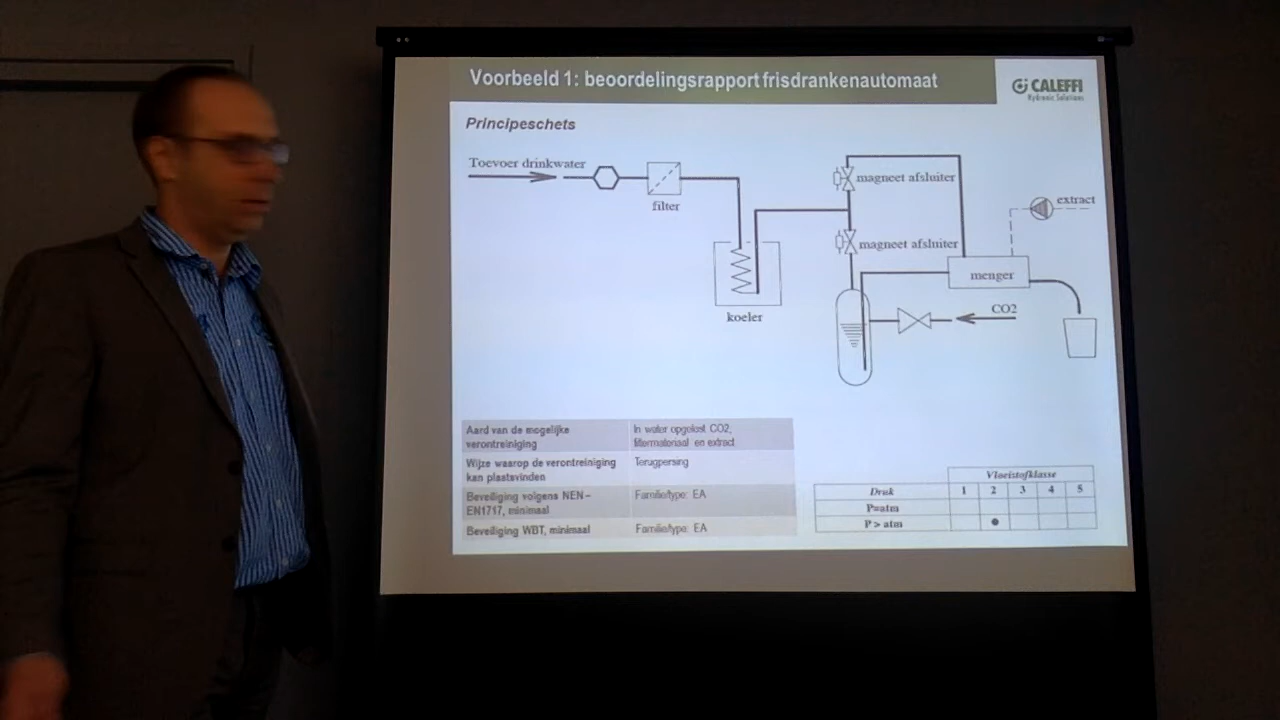 Voorbeeld 1: beoordelingsrapport frisdrankenautomaat
CALEFFI
Hydronic Solutions
Principeschets
Toevoer drinkwater
filter
koeler
magneet afsluiter
magneet afsluiter
extract
menger
CO2
Aard van de mogelijke
verontreiniging
In water opgelost CO2,
filtermateriaal en extract
Wijze waarop de verontreiniging
kan plaatsvinden
Terugpersing
Beveiliging volgens NEN –
EN1717, minimaal
Familie/type: EA
Beveiliging WBT, minimaal
Familie/type: EA
Vloeistofklasse
Druk 1 2 3 4 5
P=atm
P > atm